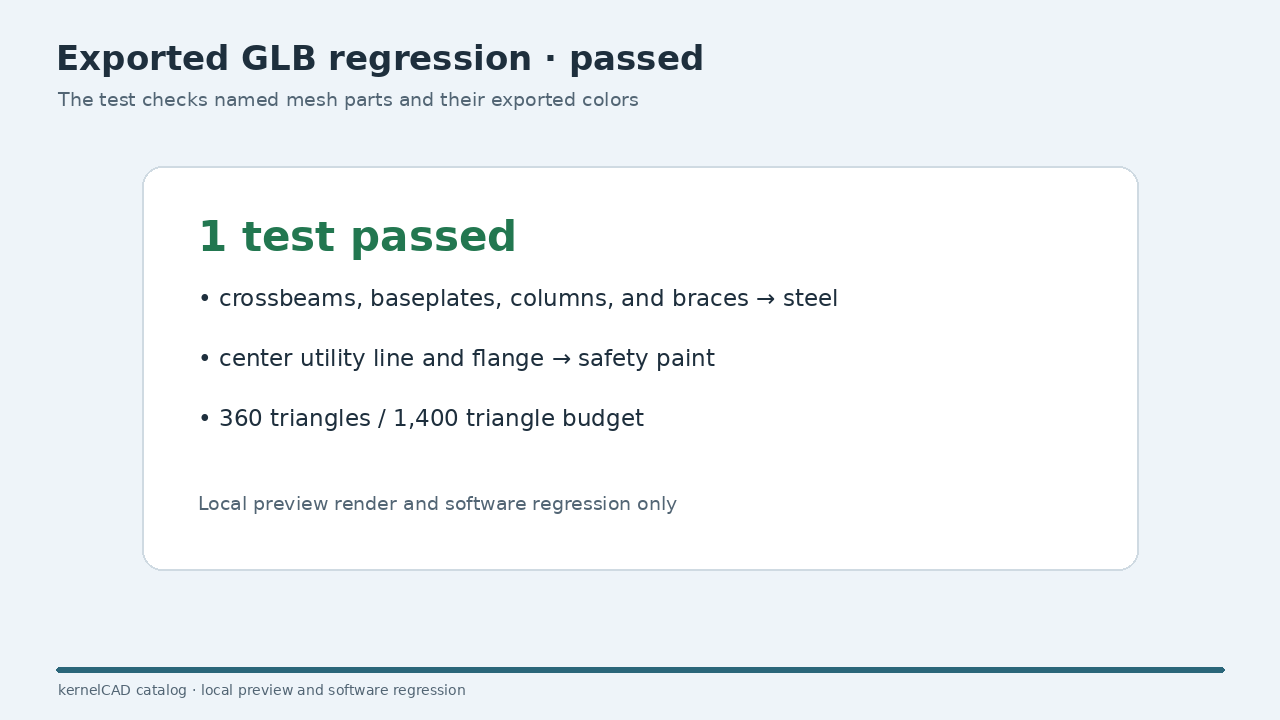 Exported GLB regression · passed
The test checks named mesh parts and their exported colors
1 test passed
• crossbeams, baseplates, columns, and braces → steel
• center utility line and flange → safety paint
• 360 triangles / 1,400 triangle budget
Local preview render and software regression only
kernelCAD catalog · local preview and software regression